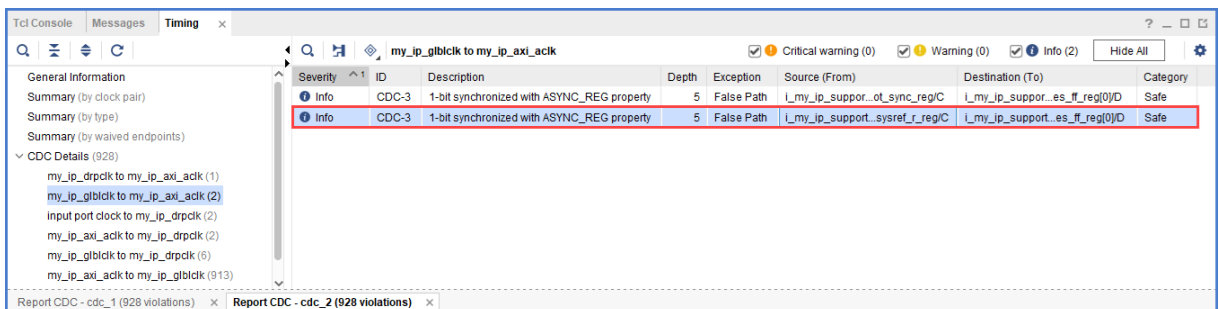 Tcl Console Messages Timing × ? _
my_ip_glblclk to my_ip_axi_aclk Critical warning (0) Warning (0) Info (2) Hide All
General Information
Summary (by clock pair)
Summary (by type)
Summary (by waived endpoints)
CDC Details (928)
my_ip_drpclk to my_ip_axi_aclk (1)
my_ip_glblclk to my_ip_axi_aclk (2)
input port clock to my_ip_drpclk (2)
my_ip_axi_aclk to my_ip_drpclk (2)
my_ip_glblclk to my_ip_drpclk (6)
my_ip_axi_aclk to my_ip_glblclk (913)
Severity 1 ID Description Depth Exception Source (From) Destination (To) Category
Info CDC-3 1-bit synchronized with ASYNC_REG property 5 False Path i_my_ip_suppor...ot_sync_reg/C i_my_ip_suppor...es_ff_reg[0]/D Safe
Info CDC-3 1-bit synchronized with ASYNC_REG property 5 False Path i_my_ip_support...sysref_r_reg/C i_my_ip_support...es_ff_reg[0]/D Safe
Report CDC - cdc_1 (928 violations) × Report CDC - cdc_2 (928 violations) ×